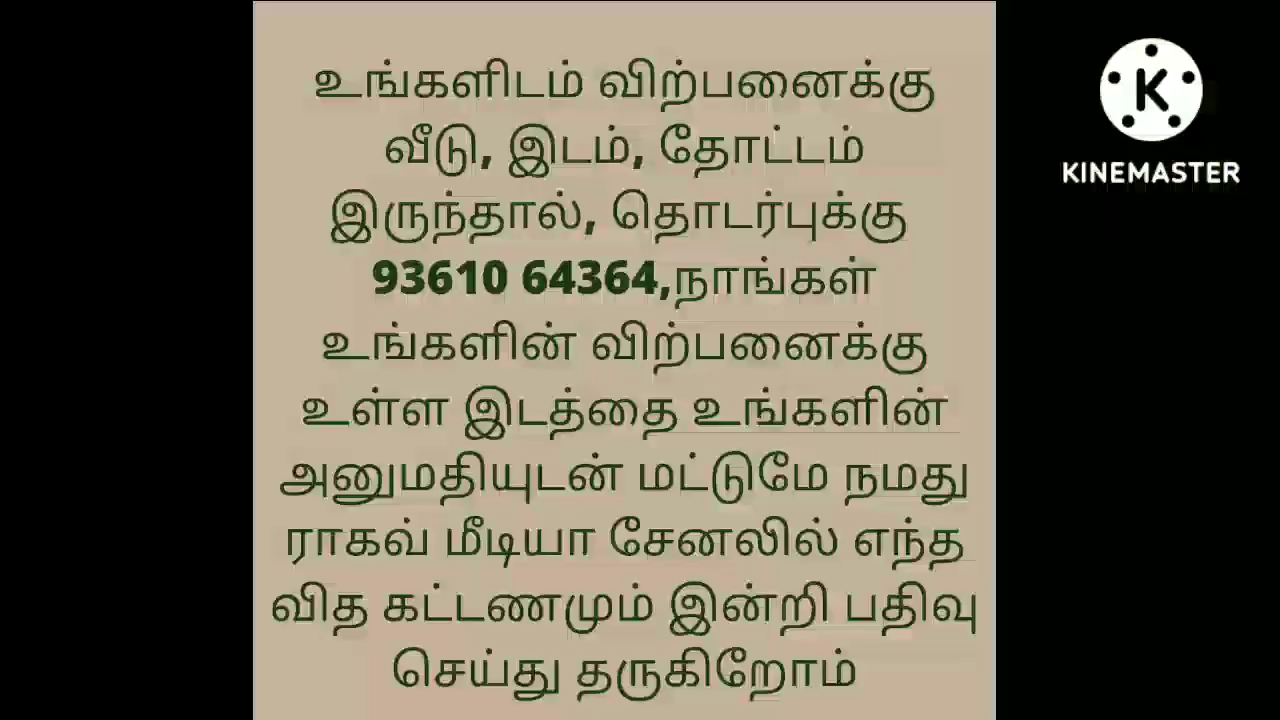 உங்களிடம் விற்பனைக்கு
வீடு, இடம், தோட்டம்
இருந்தால், தொடர்புக்கு
93610 64364,நாங்கள்
உங்களின் விற்பனைக்கு
உள்ள இடத்தை உங்களின்
அனுமதியுடன் மட்டுமே நமது
ராகவ் மீடியா சேனலில் எந்த
வித கட்டணமும் இன்றி பதிவு
செய்து தருகிறோம்
K
KINEMASTER